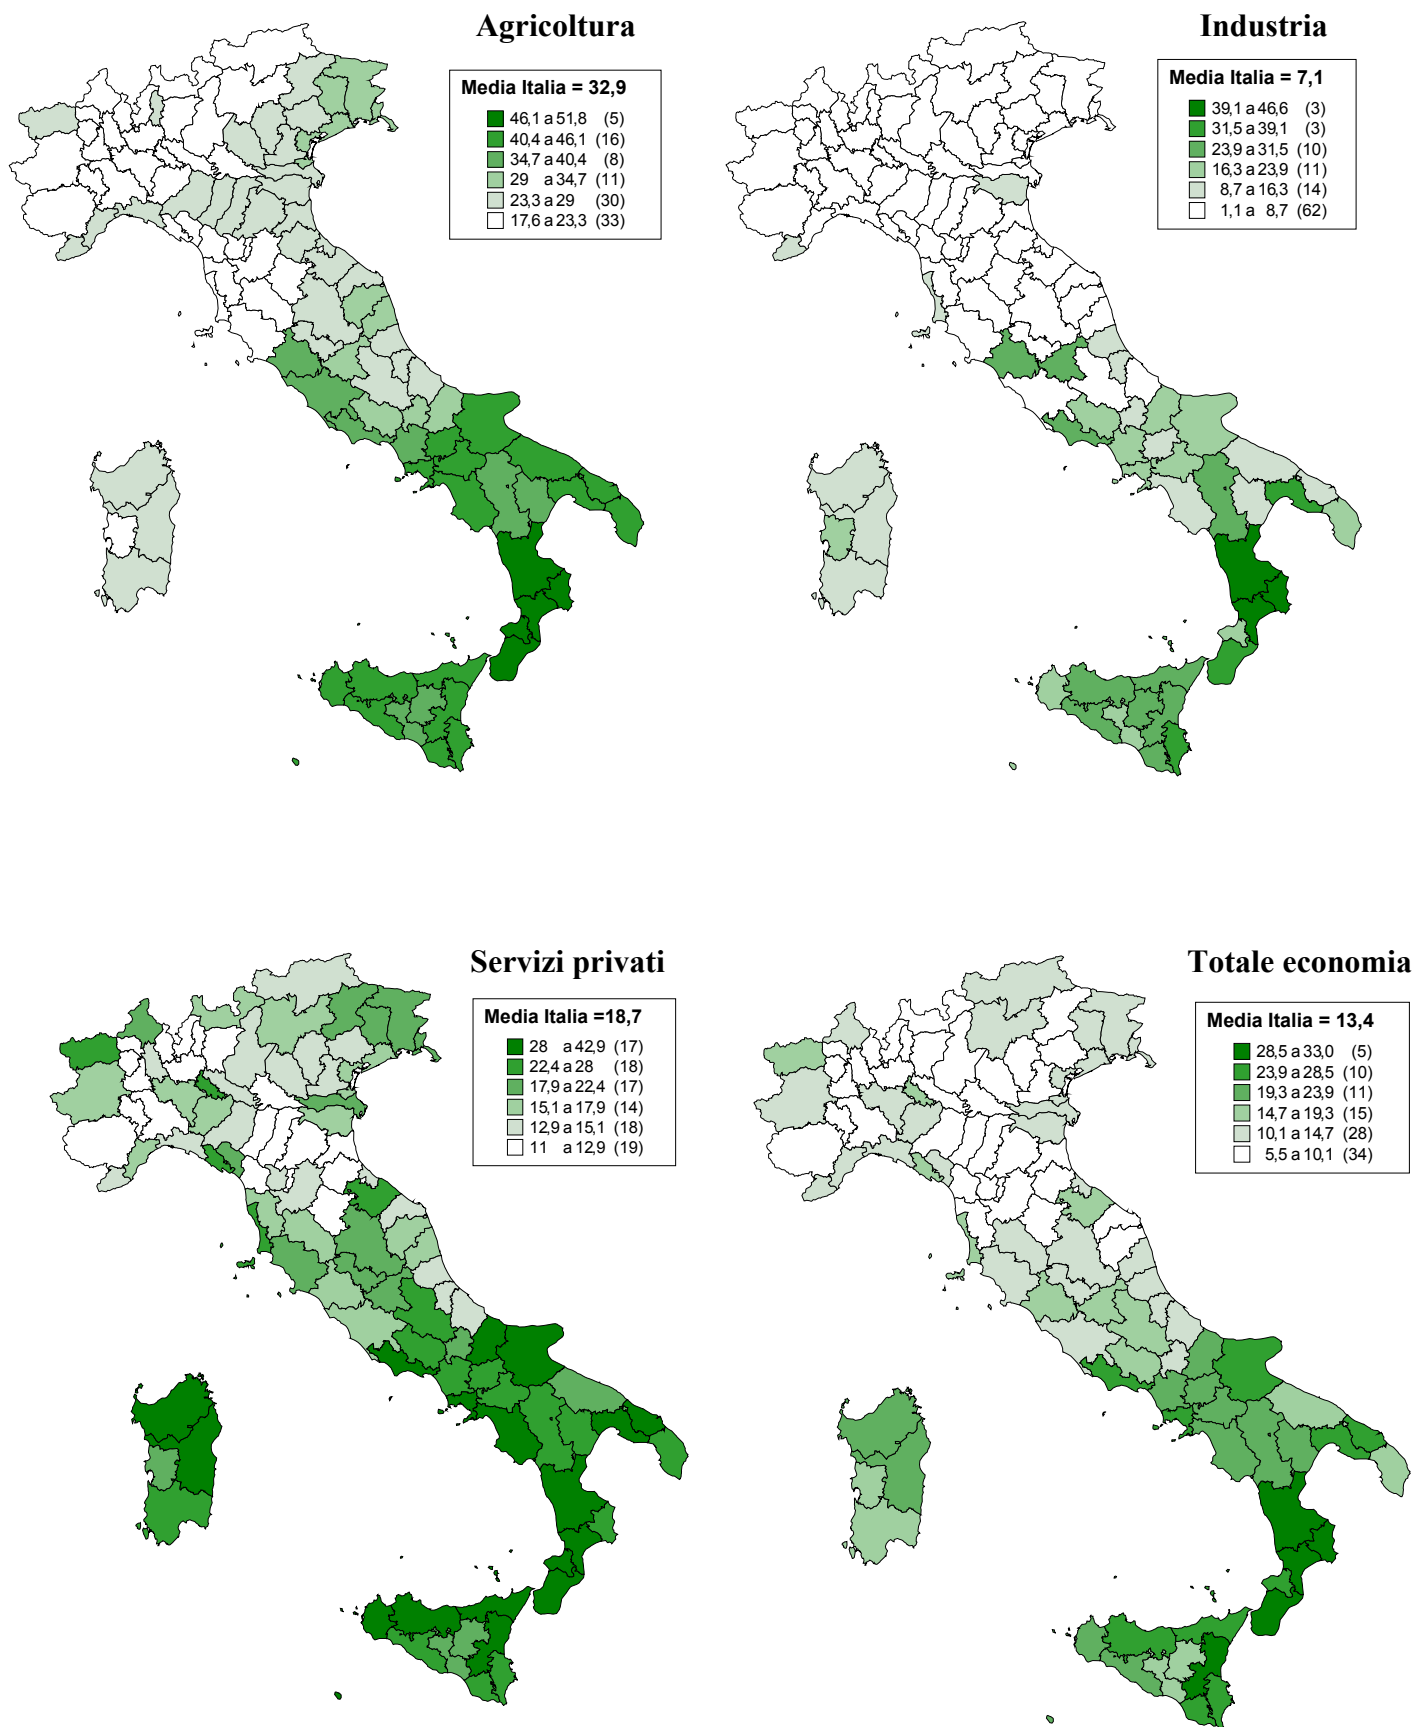 Agricoltura
Media Italia = 32,9
46,1 a 51,8 (5)
40,4 a 46,1 (16)
34,7 a 40,4 (8)
29 a 34,7 (11)
23,3 a 29 (30)
17,6 a 23,3 (33)
Industria
Media Italia = 7,1
39,1 a 46,6 (3)
31,5 a 39,1 (3)
23,9 a 31,5 (10)
16,3 a 23,9 (11)
8,7 a 16,3 (14)
1,1 a 8,7 (62)
Servizi privati
Media Italia =18,7
28 a 42,9 (17)
22,4 a 28 (18)
17,9 a 22,4 (17)
15,1 a 17,9 (14)
12,9 a 15,1 (18)
11 a 12,9 (19)
Totale economia
Media Italia = 13,4
28,5 a 33,0 (5)
23,9 a 28,5 (10)
19,3 a 23,9 (11)
14,7 a 19,3 (15)
10,1 a 14,7 (28)
5,5 a 10,1 (34)